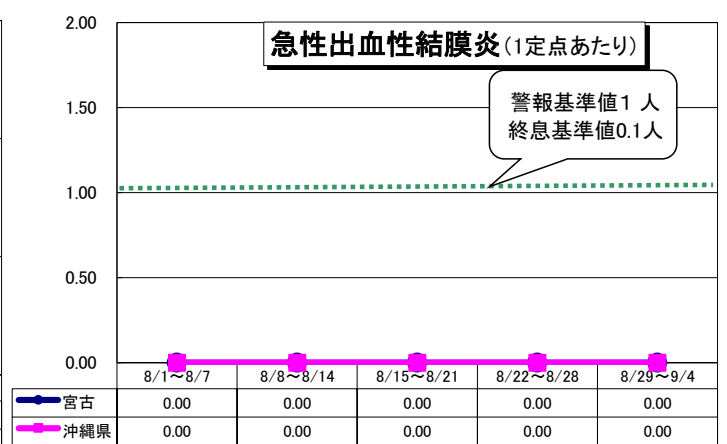 急性出血性結膜炎(1定点あたり)
警報基準値1 人
終息基準値0.1人
2.00
1.50
1.00
0.50
0.00
8/1～8/7 8/8～8/14 8/15～8/21 8/22～8/28 8/29～9/4
宮古 0.00 0.00 0.00 0.00 0.00
沖縄県 0.00 0.00 0.00 0.00 0.00